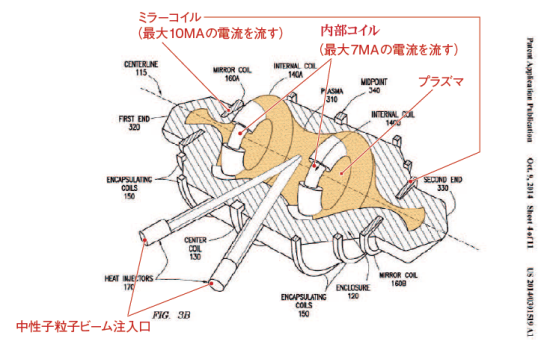 ミラーコイル
(最大10MAの電流を流す)
内部コイル
(最大7MAの電流を流す)
プラズマ
CENTERLINE
115
MIRROR COIL
160A
INTERNAL COIL
140A
PLASMA
310
MIDPOINT
340
INTERNAL COIL
140B
FIRST END
320
SECOND END
330
ENCAPSULATING
COILS
150
CENTER
COIL
130
HEAT INJECTORS
170
ENCAPSULATING
COILS
150
ENCLOSURE
120
MIRROR COIL
160B
中性子粒子ビーム注入口
FIG. 3B
Patent Application Publication Oct. 9, 2014 Sheet 4 of 11 US 2014/0301519 A1